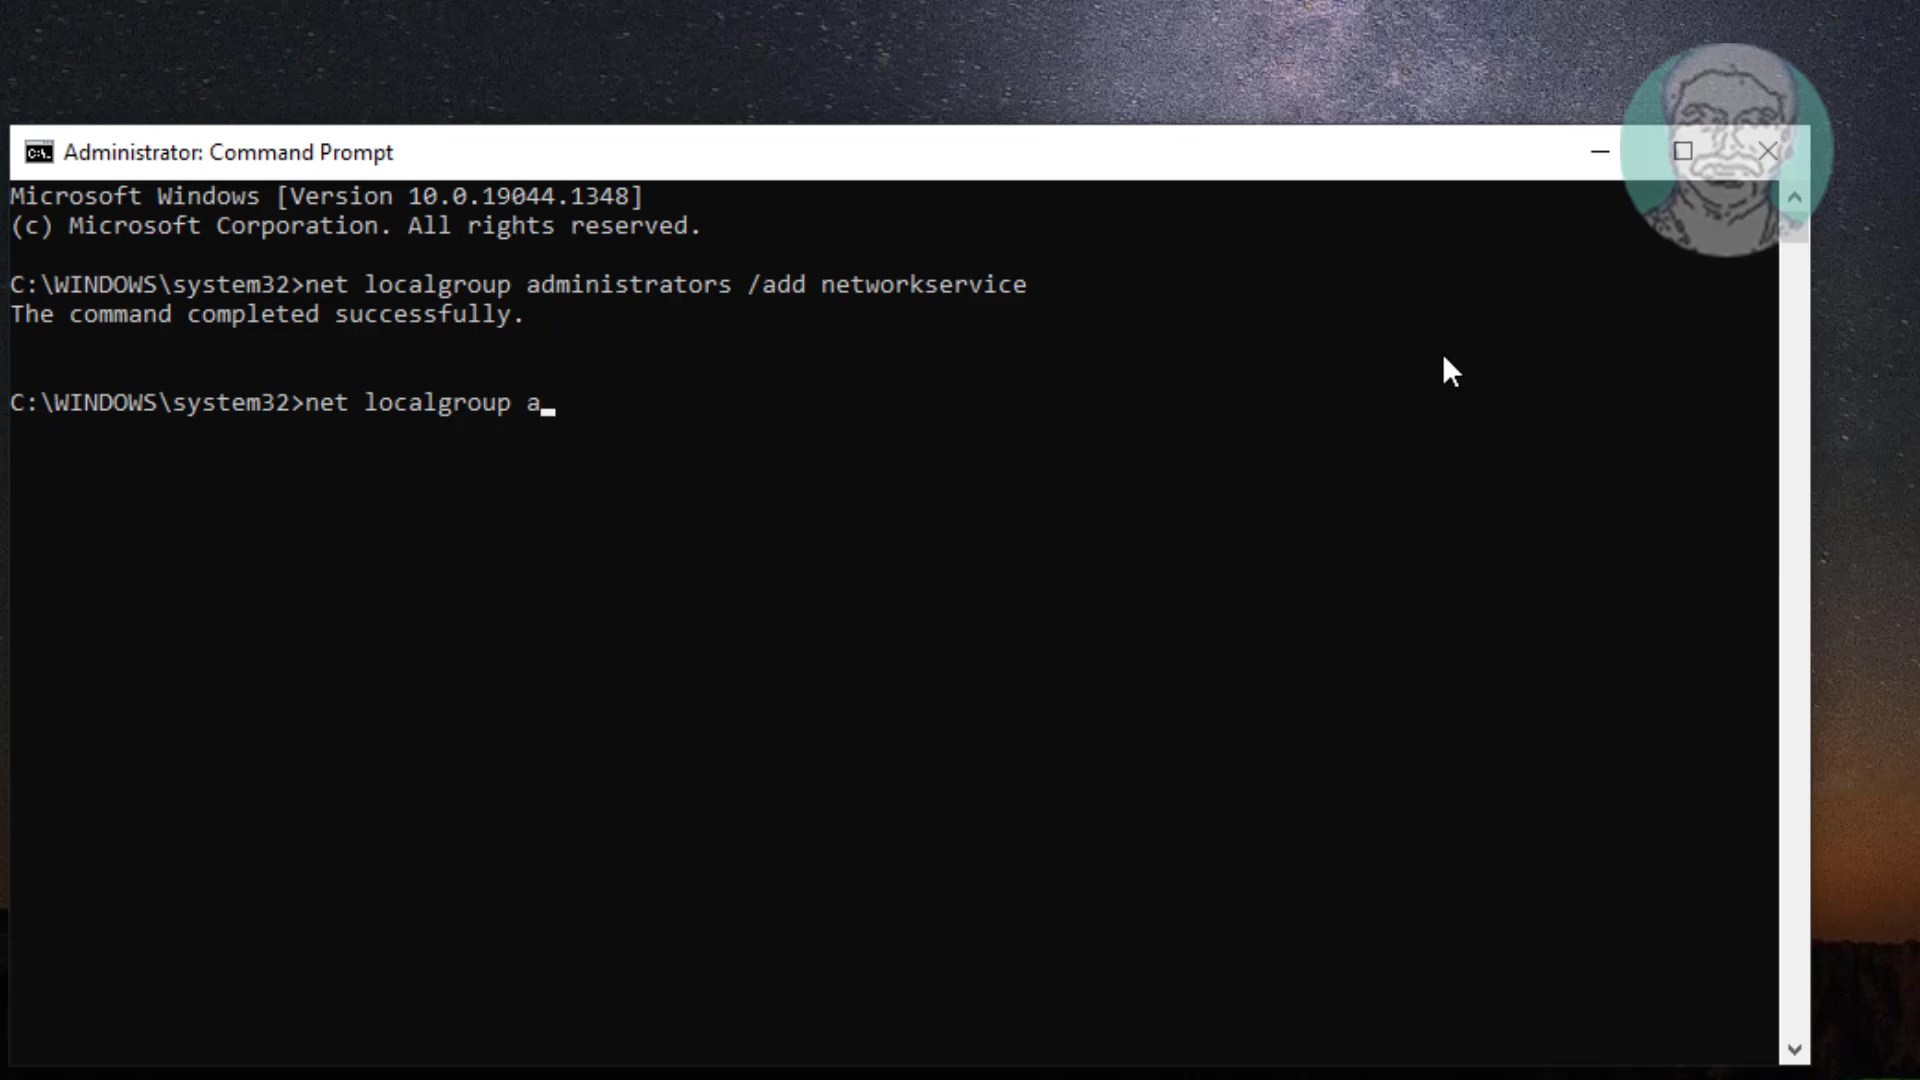 Administrator: Command Prompt
Microsoft Windows [Version 10.0.19044.1348]
(c) Microsoft Corporation. All rights reserved.
C:\WINDOWS\system32>net localgroup administrators /add networkservice
The command completed successfully.
C:\WINDOWS\system32>net localgroup a